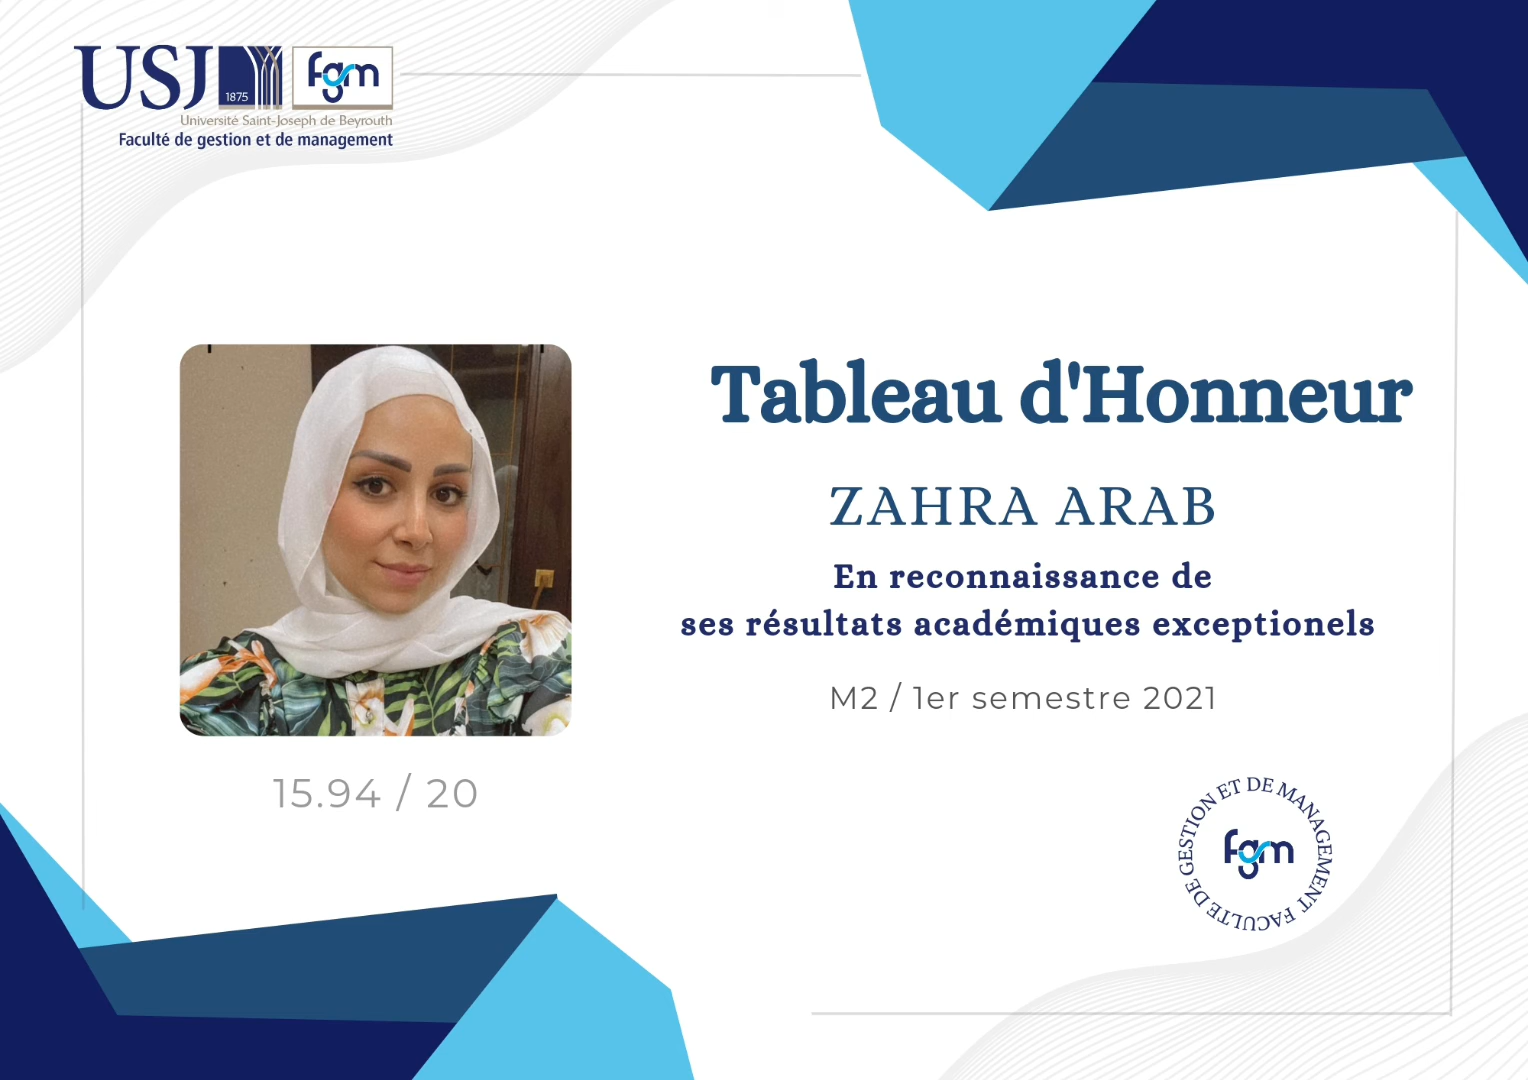 USJ
1875
fgm
Université Saint-Joseph de Beyrouth
Faculté de gestion et de management
Tableau d'Honneur
ZAHRA ARAB
En reconnaissance de
ses résultats académiques exceptionels
M2 / 1er semestre 2021
15.94 / 20
FACULTE DE GESTION ET DE MANAGEMENT
fgm